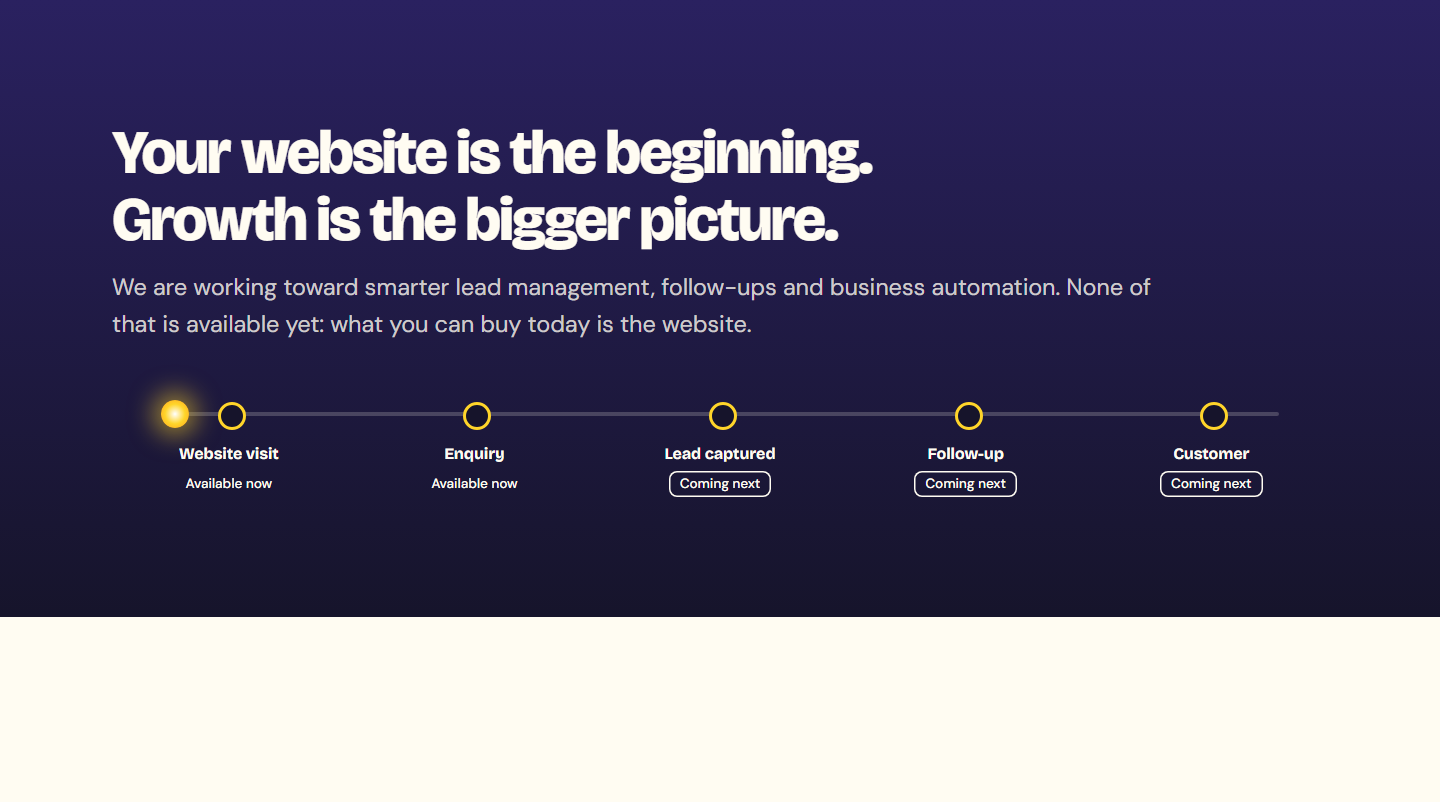 Your website is the beginning.
Growth is the bigger picture.
We are working toward smarter lead management, follow-ups and business automation. None of
that is available yet: what you can buy today is the website.
Website visit
Enquiry
Lead captured
Follow-up
Customer
Available now
Available now
Coming next
Coming next
Coming next